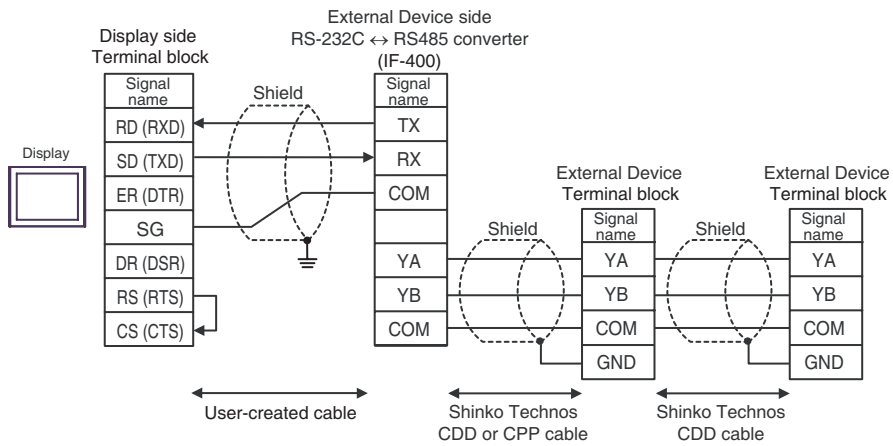 External Device side
RS-232C ↔ RS485 converter
(IF-400)
Display side
Terminal block
Signal
name
RD (RXD)
SD (TXD)
ER (DTR)
SG
DR (DSR)
RS (RTS)
CS (CTS)
Display
Shield
Signal
name
TX
RX
COM
YA
YB
COM
Shield
External Device
Terminal block
Signal
name
YA
YB
COM
GND
Shield
External Device
Terminal block
Signal
name
YA
YB
COM
GND
User-created cable
Shinko Technos
CDD or CPP cable
Shinko Technos
CDD cable